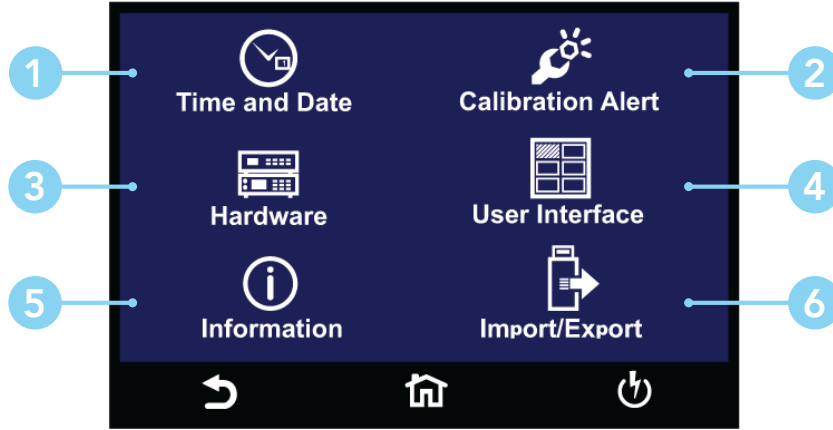 1
Time and Date
2
Calibration Alert
3
Hardware
4
User Interface
5
Information
6
Import/Export